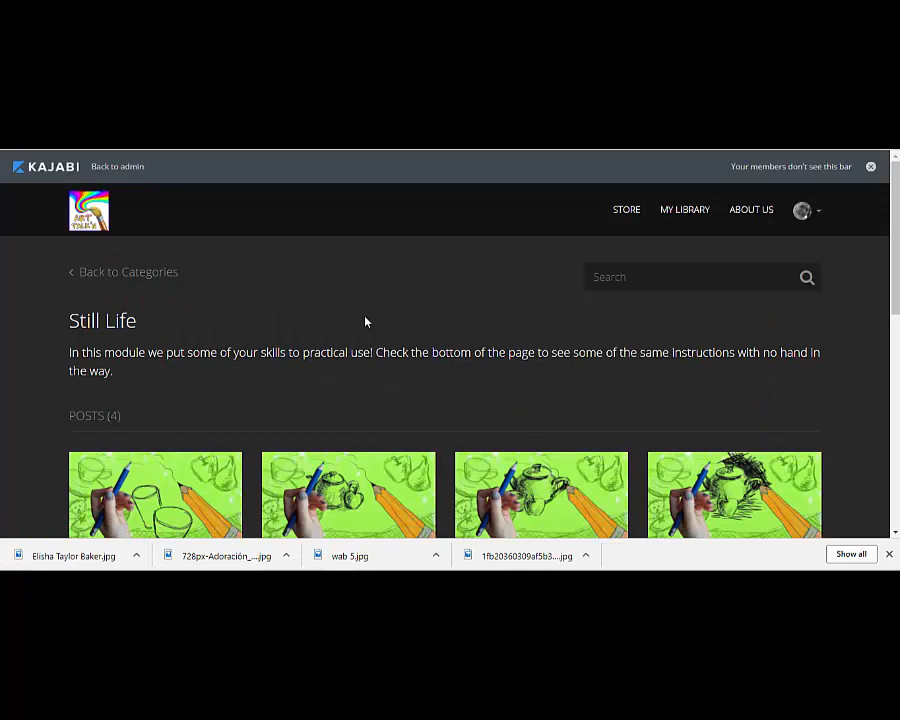 KAJABI Back to admin Your members don't see this bar
ART TALK'N STORE MY LIBRARY ABOUT US
Back to Categories Search
Still Life
In this module we put some of your skills to practical use! Check the bottom of the page to see some of the same instructions with no hand in
the way.
POSTS (4)
Elisha Taylor Baker.jpg 728px-Adoración_....jpg wab 5.jpg 1fb20360309af5b3....jpg Show all